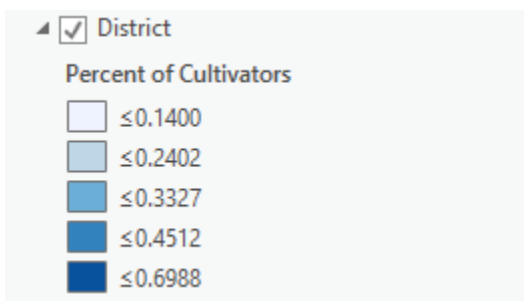 District
Percent of Cultivators
≤0.1400
≤0.2402
≤0.3327
≤0.4512
≤0.6988